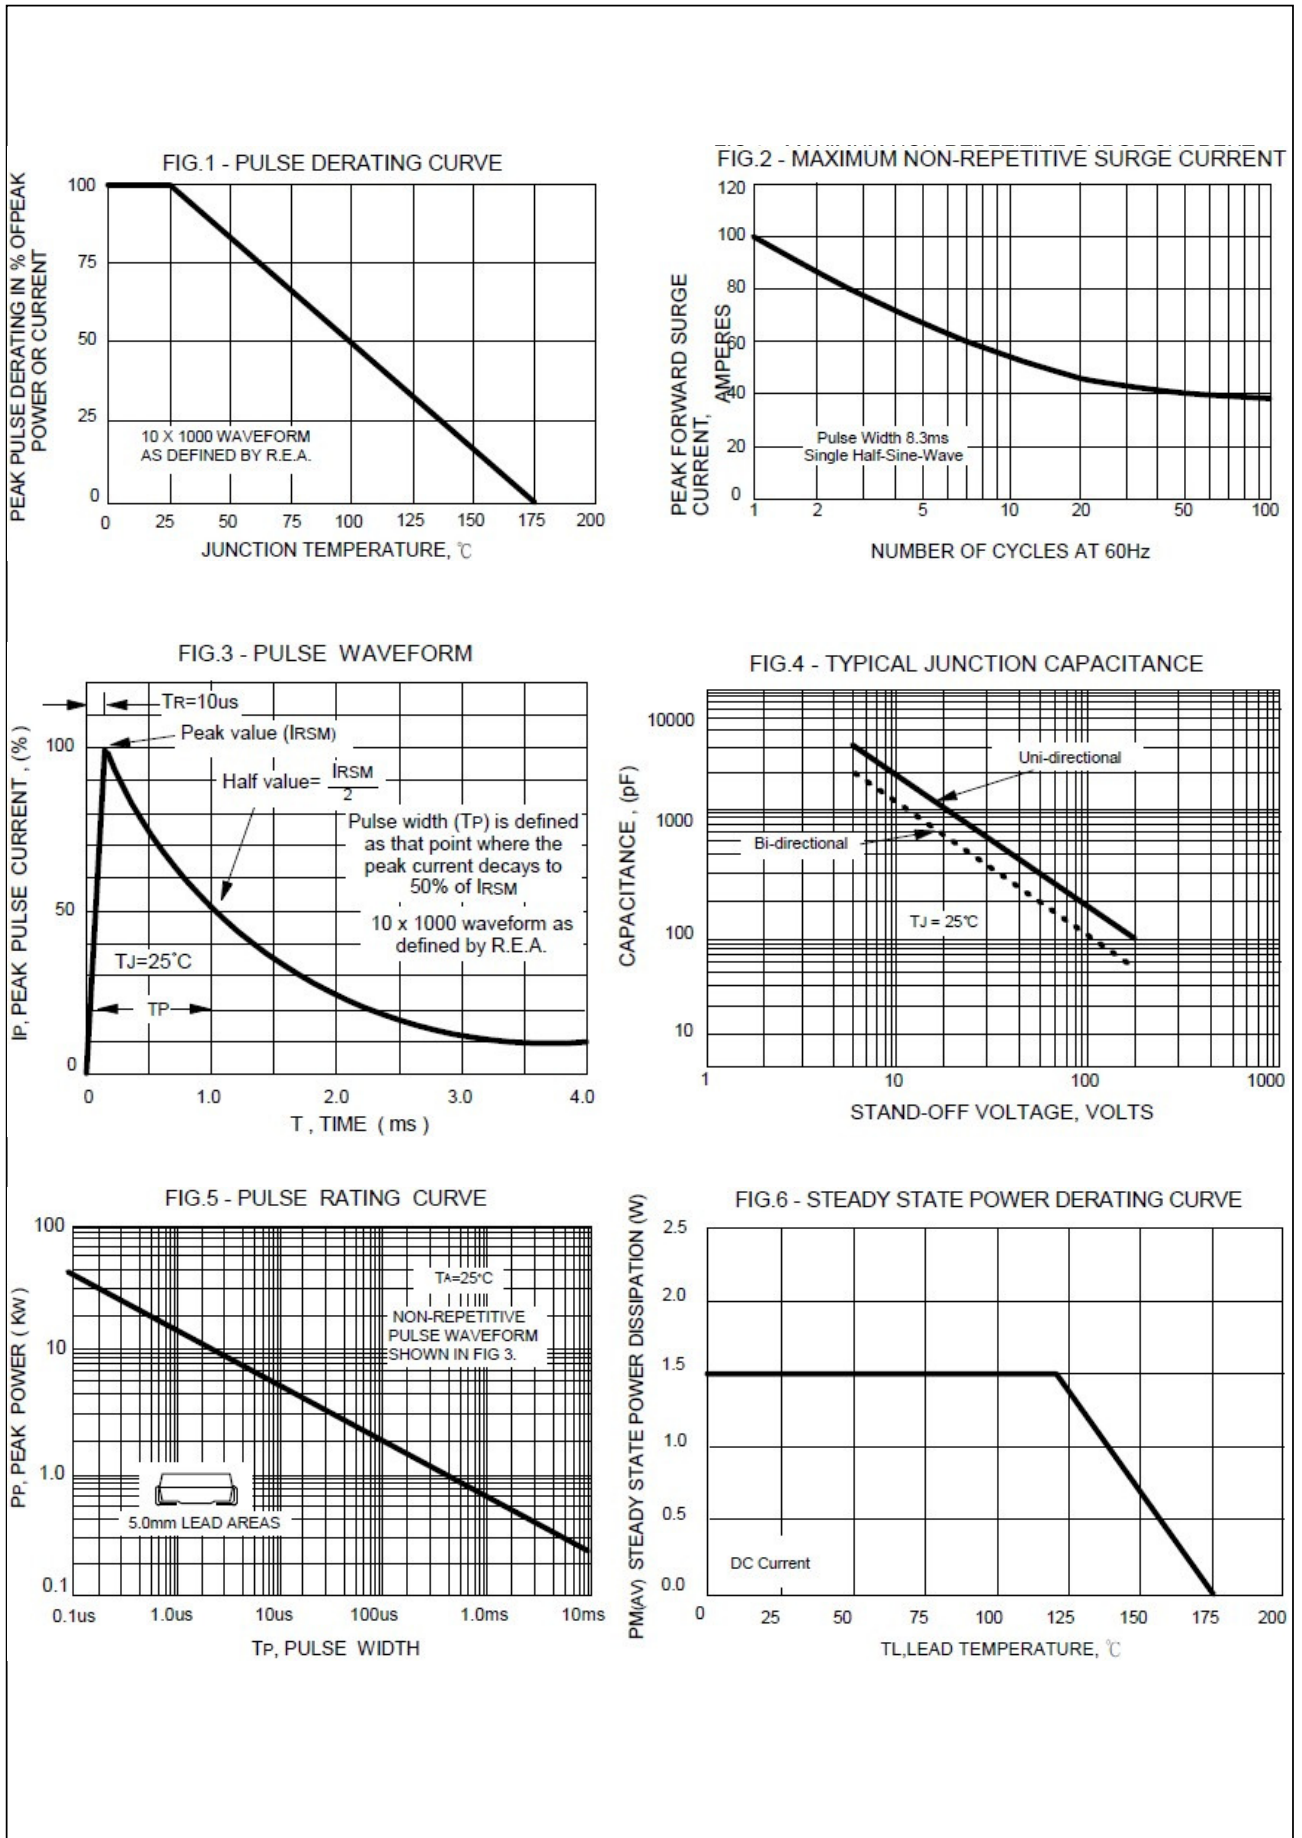 FIG.1 - PULSE DERATING CURVE
PEAK PULSE DERATING IN % OFPEAK
POWER OR CURRENT
100
75
50
25
0
10 X 1000 WAVEFORM
AS DEFINED BY R.E.A.
0 25 50 75 100 125 150 175 200
JUNCTION TEMPERATURE, ℃
FIG.2 - MAXIMUM NON-REPETITIVE SURGE CURRENT
PEAK FORWARD SURGE
CURRENT, AMPERES
120
100
80
60
40
20
0
Pulse Width 8.3ms
Single Half-Sine-Wave
1 2 5 10 20 50 100
NUMBER OF CYCLES AT 60Hz
FIG.3 - PULSE WAVEFORM
IP, PEAK PULSE CURRENT , (%)
100
50
0
TR=10us
Peak value (IRSM)
Half value= IRSM
2
Pulse width (TP) is defined
as that point where the
peak current decays to
50% of IRSM
10 x 1000 waveform as
defined by R.E.A.
TJ=25°C
TP
0 1.0 2.0 3.0 4.0
T , TIME ( ms )
FIG.4 - TYPICAL JUNCTION CAPACITANCE
CAPACITANCE , (pF)
10000
1000
100
10
Uni-directional
Bi-directional
TJ = 25℃
1 10 100 1000
STAND-OFF VOLTAGE, VOLTS
FIG.5 - PULSE RATING CURVE
PP, PEAK POWER ( KW )
100
10
1.0
0.1
TA=25°C
NON-REPETITIVE
PULSE WAVEFORM
SHOWN IN FIG 3.
5.0mm LEAD AREAS
0.1us 1.0us 10us 100us 1.0ms 10ms
TP, PULSE WIDTH
FIG.6 - STEADY STATE POWER DERATING CURVE
PM(AV) STEADY STATE POWER DISSIPATION (W)
2.5
2.0
1.5
1.0
0.5
0.0
DC Current
0 25 50 75 100 125 150 175 200
TL,LEAD TEMPERATURE, ℃